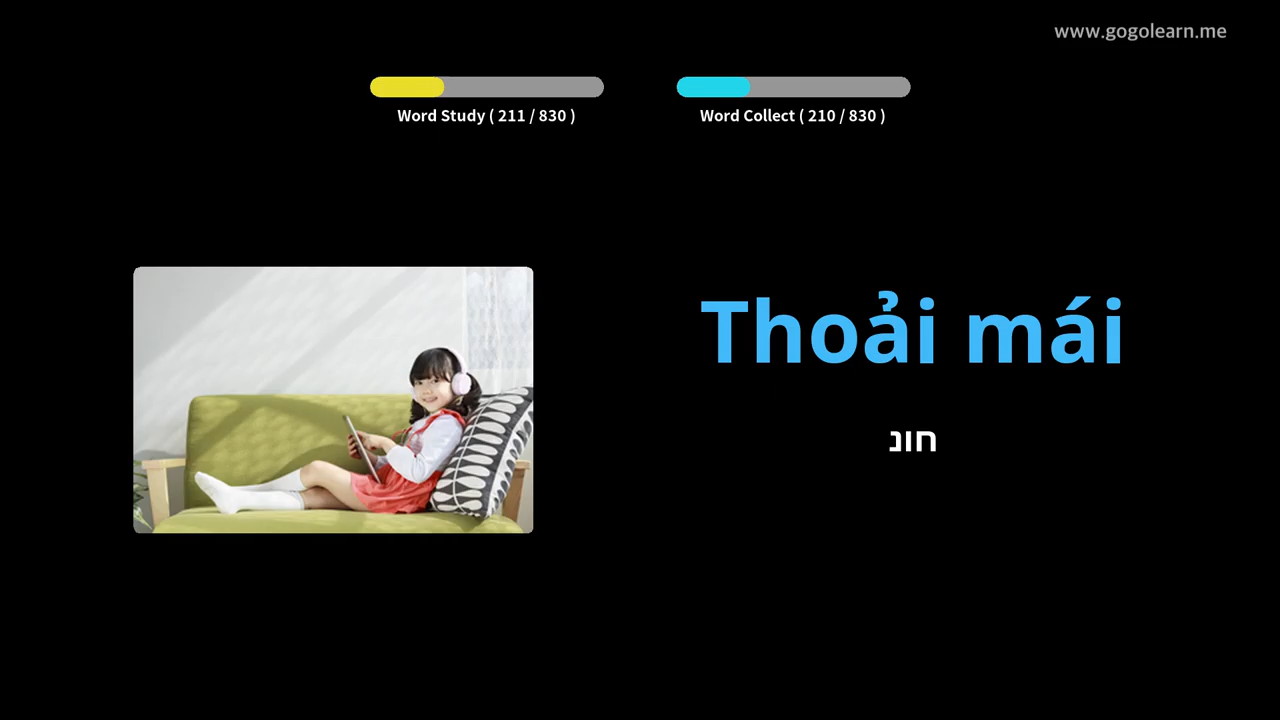 www.gogolearn.me
Word Study ( 211 / 830 )
Word Collect ( 210 / 830 )
Thoải mái
חונ